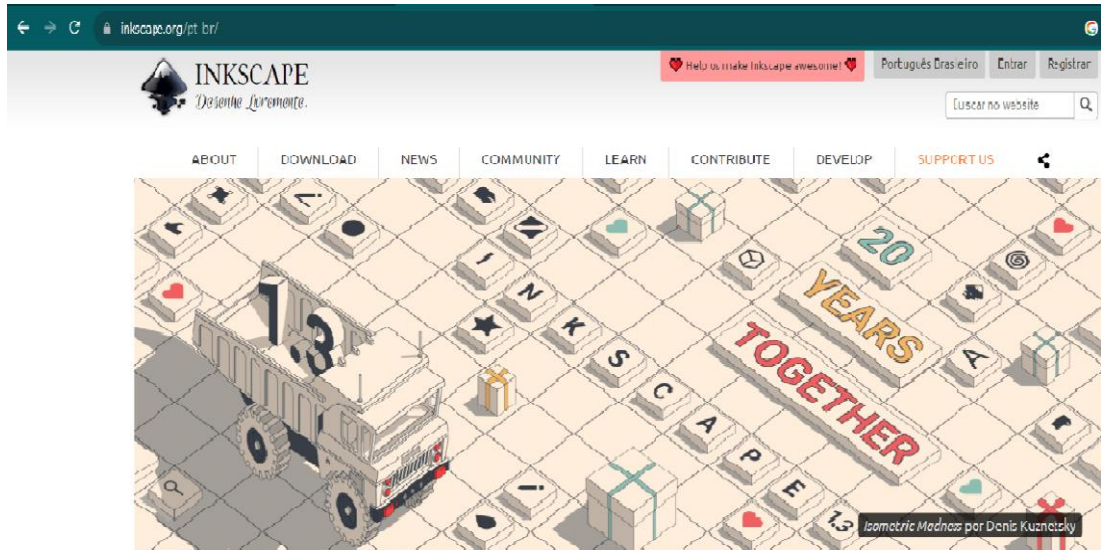 inkscape.org/pt-br/
INKSCAPE
Desenhe Livremente.
Help us make Inkscape awesome!
Português Brasileiro
Entrar
Registrar
Buscar no website
ABOUT
DOWNLOAD
NEWS
COMMUNITY
LEARN
CONTRIBUTE
DEVELOP
SUPPORT US
20
YEARS
TOGETHER
1.3
INKSCAPE
1.3
A
Isometric Madness por Denis Kuznetsky